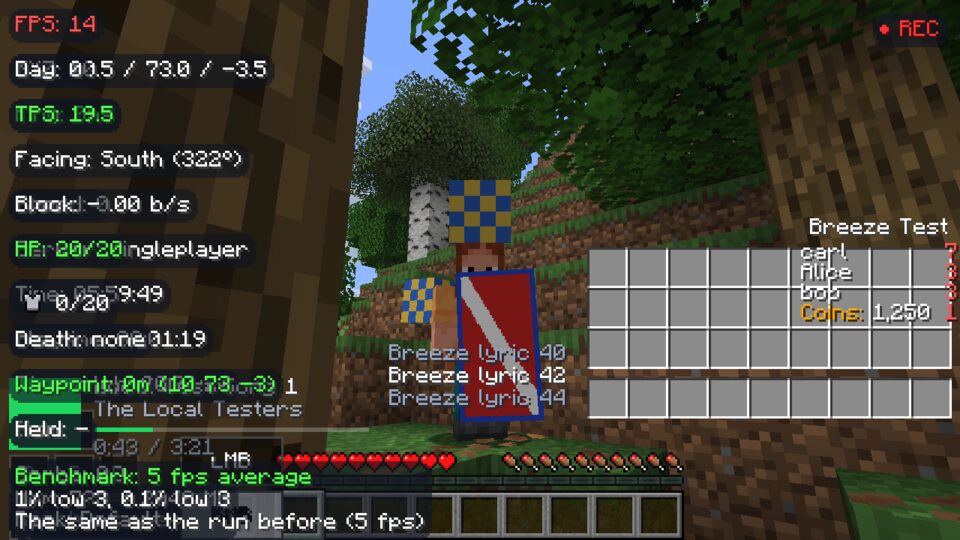 FPS: 14
REC
Day: 0 / 73.0 / -3.5
TPS: 19.5
Facing: South (322°)
Block: -
0.00 b/s
Breeze Test
HP: 20/20
ingleplayer
carl 7
Alice 3
bob 3
Coins: 1,250 1
9:49
0/20
Death: none
01:19
Breeze lyric 40
Breeze lyric 42
Breeze lyric 44
Waypoint: 0m (10 73 -3)
1
The Local Testers
Held: -
0:43 / 3:21
LMB
Benchmark: 5 fps average
1% low 3, 0.1% low 3
The same as the run before (5 fps)